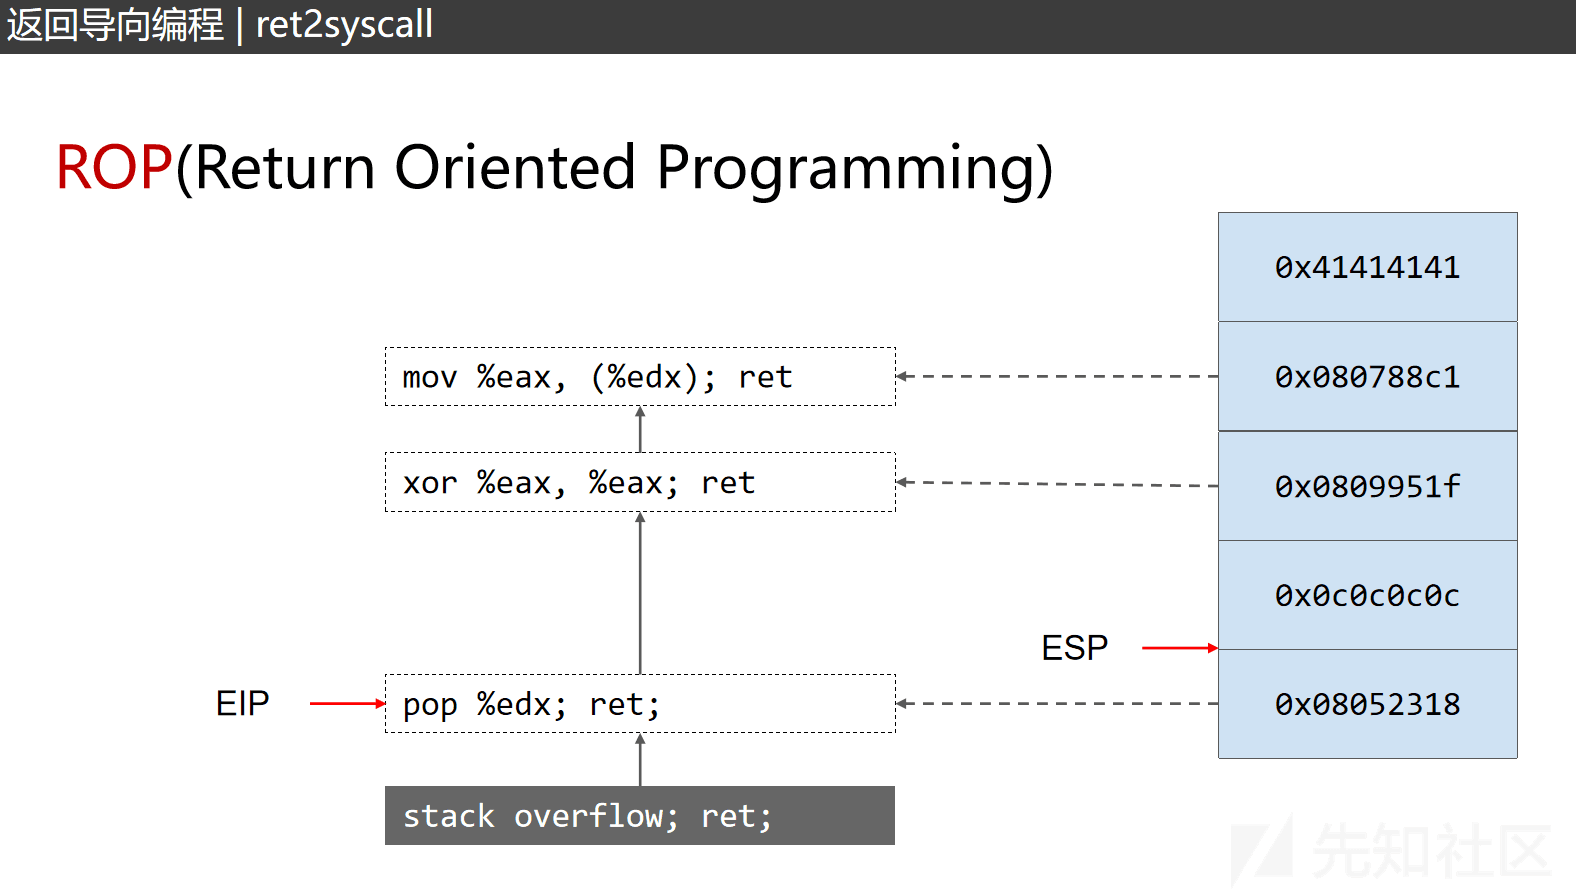 返回导向编程 | ret2syscall
ROP(Return Oriented Programming)
0x41414141
mov %eax, (%edx); ret
0x080788c1
xor %eax, %eax; ret
0x0809951f
0x0c0c0c0c
ESP
EIP
pop %edx; ret;
0x08052318
stack overflow; ret;
先知社区